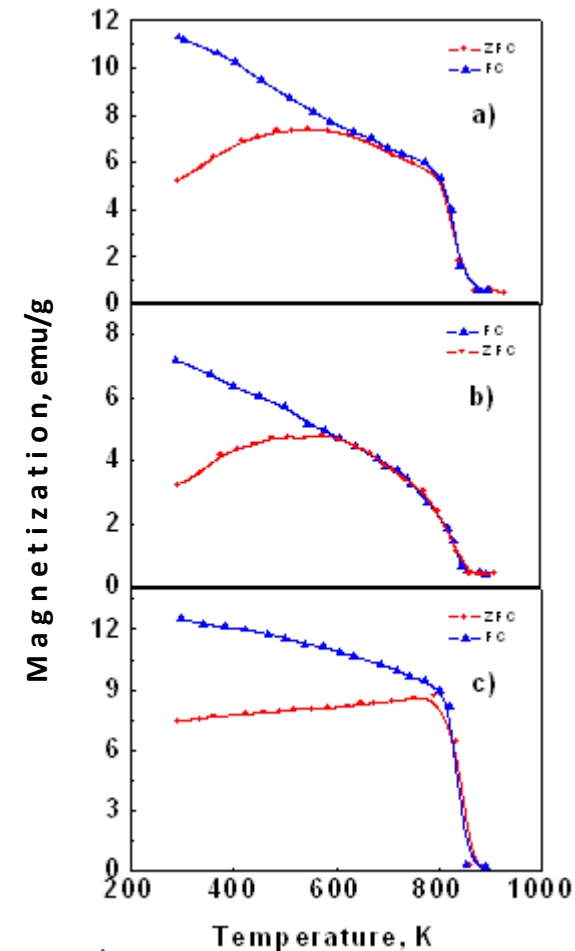 12
10
8
6
4
2
0
ZFC
FC
a)
8
6
4
2
0
FC
ZFC
b)
12
9
6
3
0
ZFC
FC
c)
200 400 600 800 1000
Temperature, K
Magnetization, emu/g